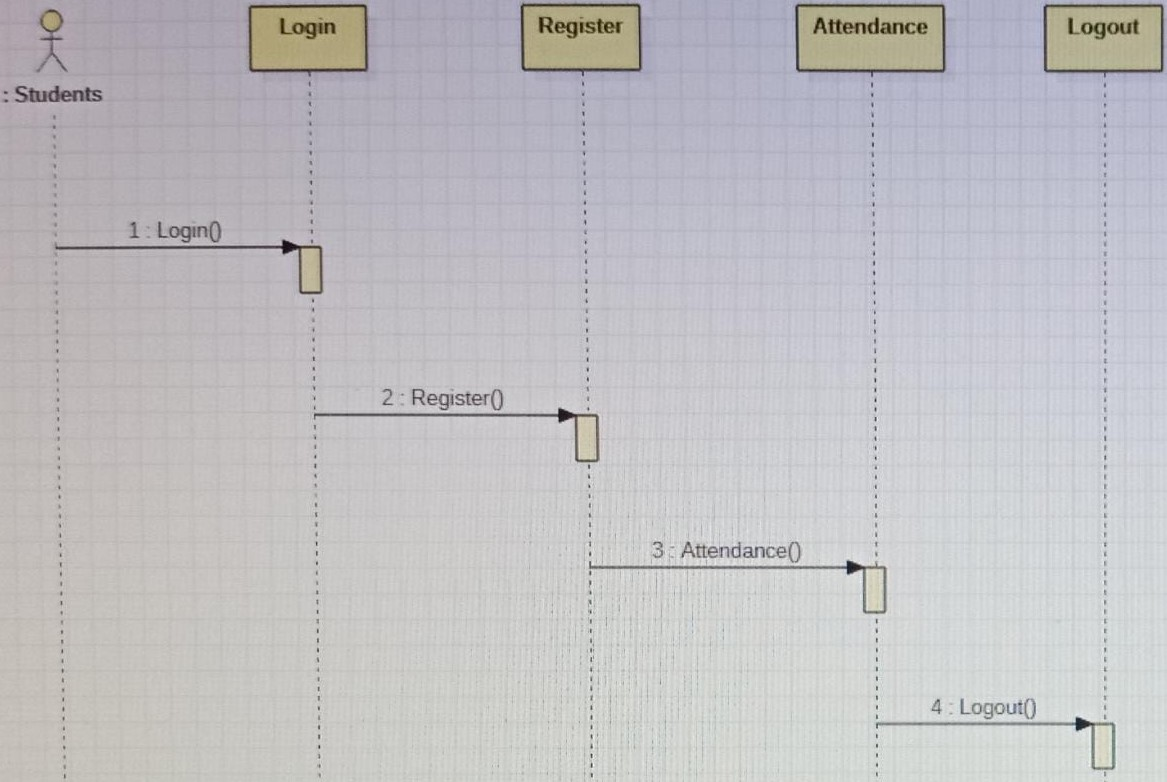 Login
Register
Attendance
Logout
: Students
1 : Login()
2 : Register()
3 : Attendance()
4 : Logout()